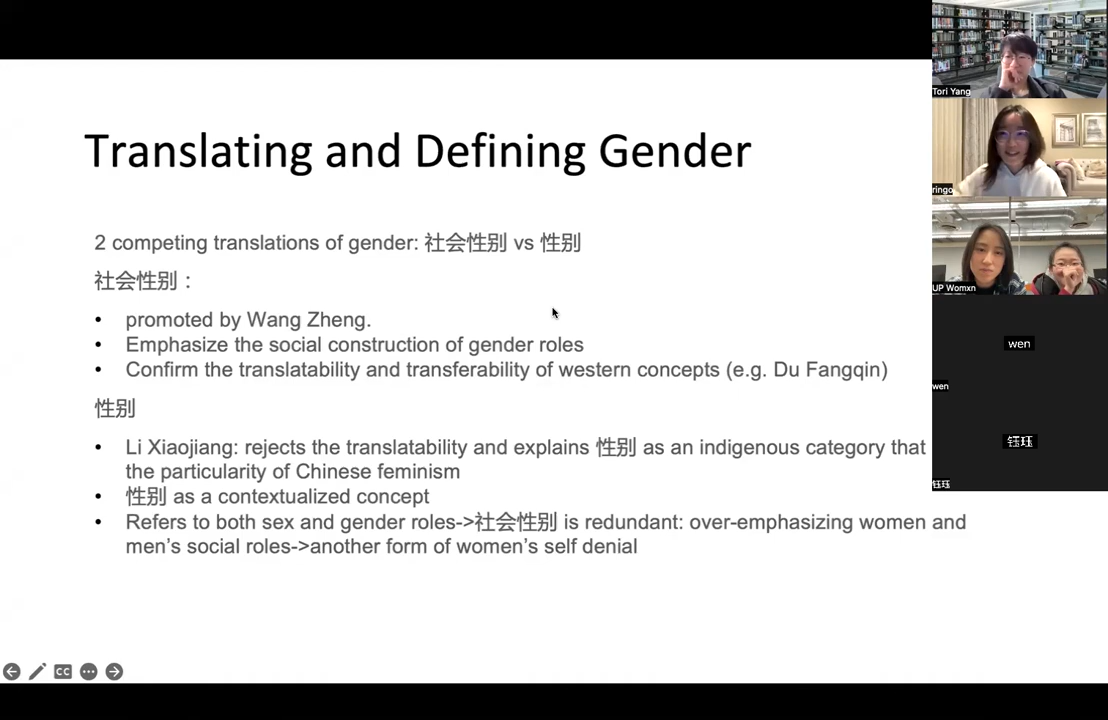 Translating and Defining Gender
2 competing translations of gender: 社会性别 vs 性别
社会性别：
• promoted by Wang Zheng.
• Emphasize the social construction of gender roles
• Confirm the translatability and transferability of western concepts (e.g. Du Fangqin)
性别
• Li Xiaojiang: rejects the translatability and explains 性别 as an indigenous category that
the particularity of Chinese feminism
• 性别 as a contextualized concept
• Refers to both sex and gender roles->社会性别 is redundant: over-emphasizing women and
men's social roles->another form of women's self denial
CC
Tori Yang
ringo
UP Womxn
wen
wen
钰珏
钰珏